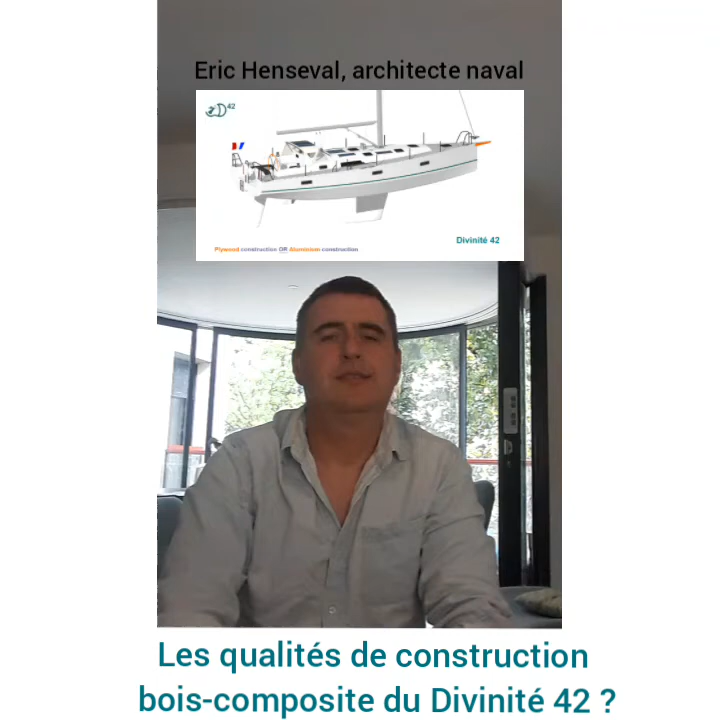 Eric Henseval, architecte naval
42
Divinité 42
Plywood construction OR Aluminium construction
Les qualités de construction
bois-composite du Divinité 42 ?